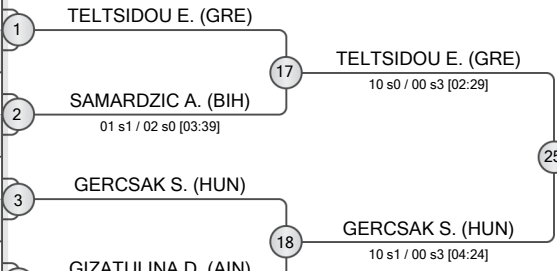 TELTSIDOU E. (GRE)
1
17
TELTSIDOU E. (GRE)
10 s0 / 00 s3 [02:29]
2
SAMARDZIC A. (BIH)
01 s1 / 02 s0 [03:39]
25
3
GERCSAK S. (HUN)
18
GERCSAK S. (HUN)
10 s1 / 00 s3 [04:24]
GIZATULINA D. (AIN)